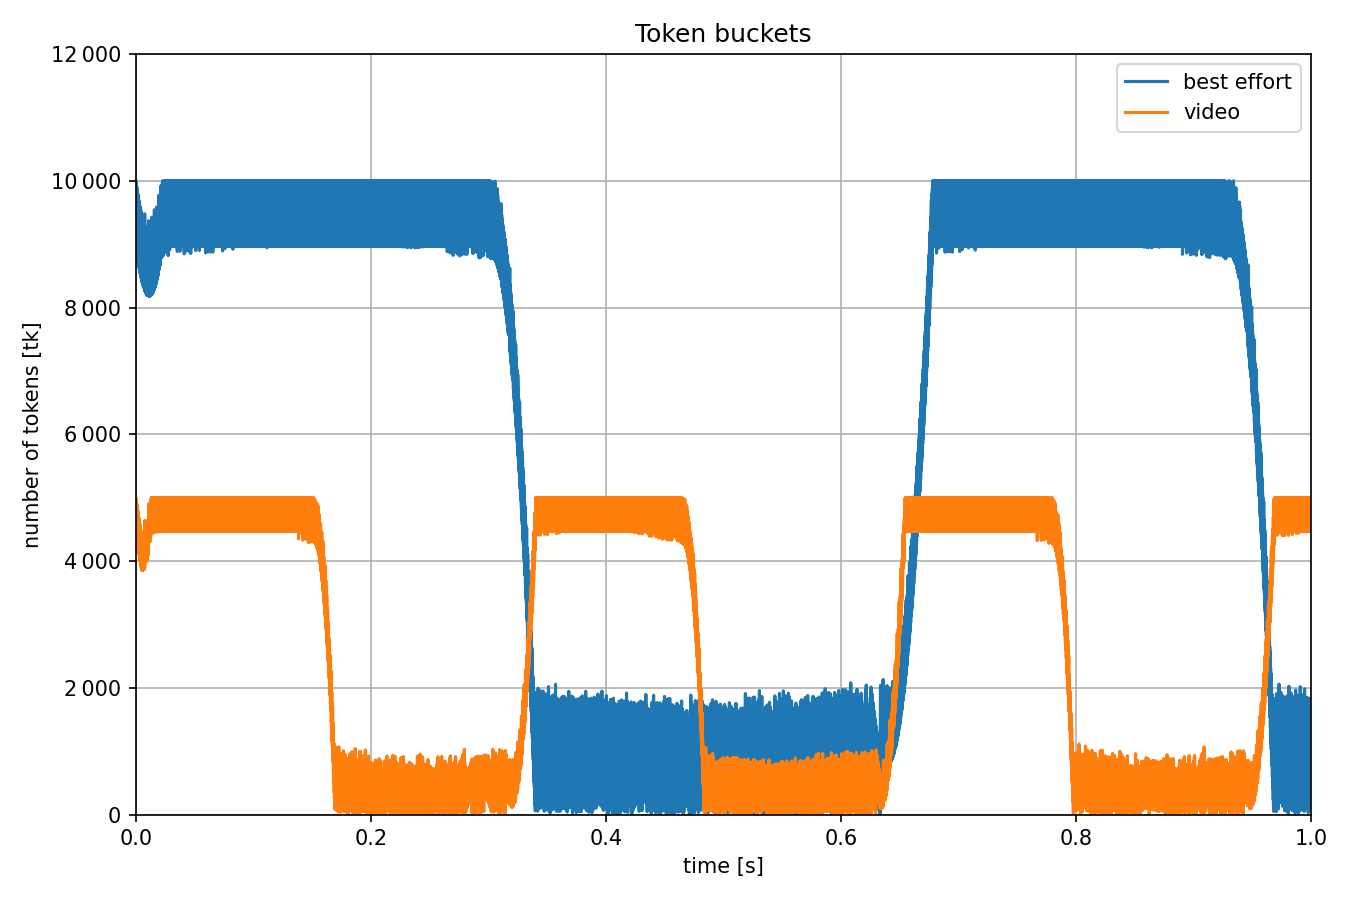 Token buckets
best effort
video
number of tokens [tk]
12 000
10 000
8 000
6 000
4 000
2 000
0
0.0 0.2 0.4 0.6 0.8 1.0
time [s]